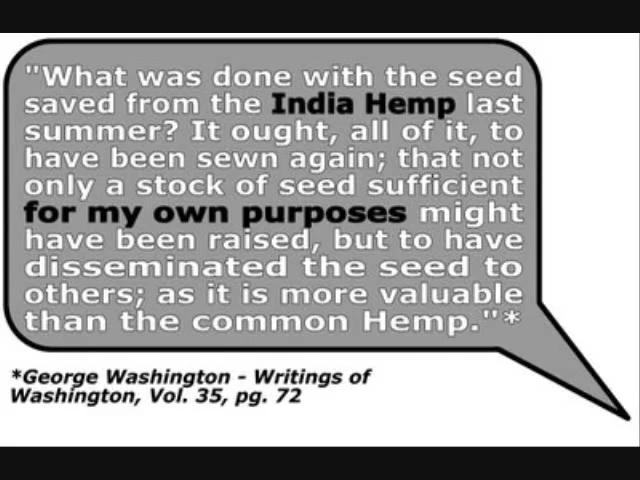 "What was done with the seed
saved from the India Hemp last
summer? It ought, all of it, to
have been sewn again; that not
only a stock of seed sufficient
for my own purposes might
have been raised, but to have
disseminated the seed to
others; as it is more valuable
than the common Hemp."*
*George Washington - Writings of
Washington, Vol. 35, pg. 72